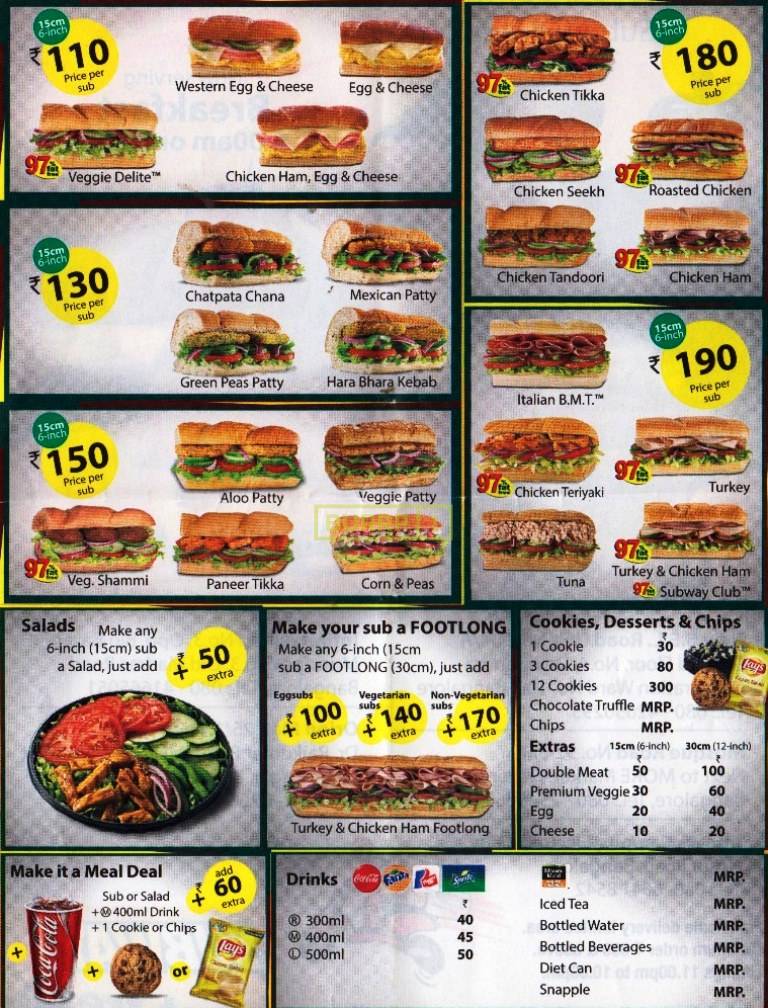 15cm
6-inch
₹ 110
Price per
sub
Western Egg & Cheese
Egg & Cheese
97%
Veggie Delite™
Chicken Ham, Egg & Cheese
15cm
6-inch
₹ 130
Price per
sub
Chatpata Chana
Mexican Patty
Green Peas Patty
Hara Bhara Kebab
15cm
6-inch
₹ 150
Price per
sub
Aloo Patty
Veggie Patty
97%
Veg. Shammi
Paneer Tikka
Corn & Peas
15cm
6-inch
₹ 180
Price per
sub
97%
Chicken Tikka
Chicken Seekh
97%
Roasted Chicken
Chicken Tandoori
97%
Chicken Ham
15cm
6-inch
₹ 190
Price per
sub
Italian B.M.T.™
97%
Chicken Teriyaki
97%
Turkey
Tuna
97%
Turkey & Chicken Ham
97%
Subway Club™
Salads
Make any
6-inch (15cm) sub
a Salad, just add
₹
+ 50
extra
Make your sub a FOOTLONG
Make any 6-inch (15cm
sub a FOOTLONG (30cm), just add
Eggsubs
₹
+100
extra
Vegetarian
subs
₹
+140
extra
Non-Vegetarian
subs
₹
+170
extra
Turkey & Chicken Ham Footlong
Cookies, Desserts & Chips
₹
1 Cookie 30
3 Cookies 80
12 Cookies 300
Chocolate Truffle MRP.
Chips MRP.
Lay's
Extras 15cm (6-inch) 30cm (12-inch)
₹ ₹
Double Meat 50 100
Premium Veggie 30 60
Egg 20 40
Cheese 10 20
Make it a Meal Deal
add
₹
+ 60
extra
Sub or Salad
+ M 400ml Drink
+ 1 Cookie or Chips
Coca-Cola
+
+
or
Lay's
Drinks
Coca-Cola
Fanta
Sprite
₹
R 300ml 40
M 400ml 45
L 500ml 50
MRP.
Iced Tea MRP.
Bottled Water MRP.
Bottled Beverages MRP.
Diet Can MRP.
Snapple MRP.